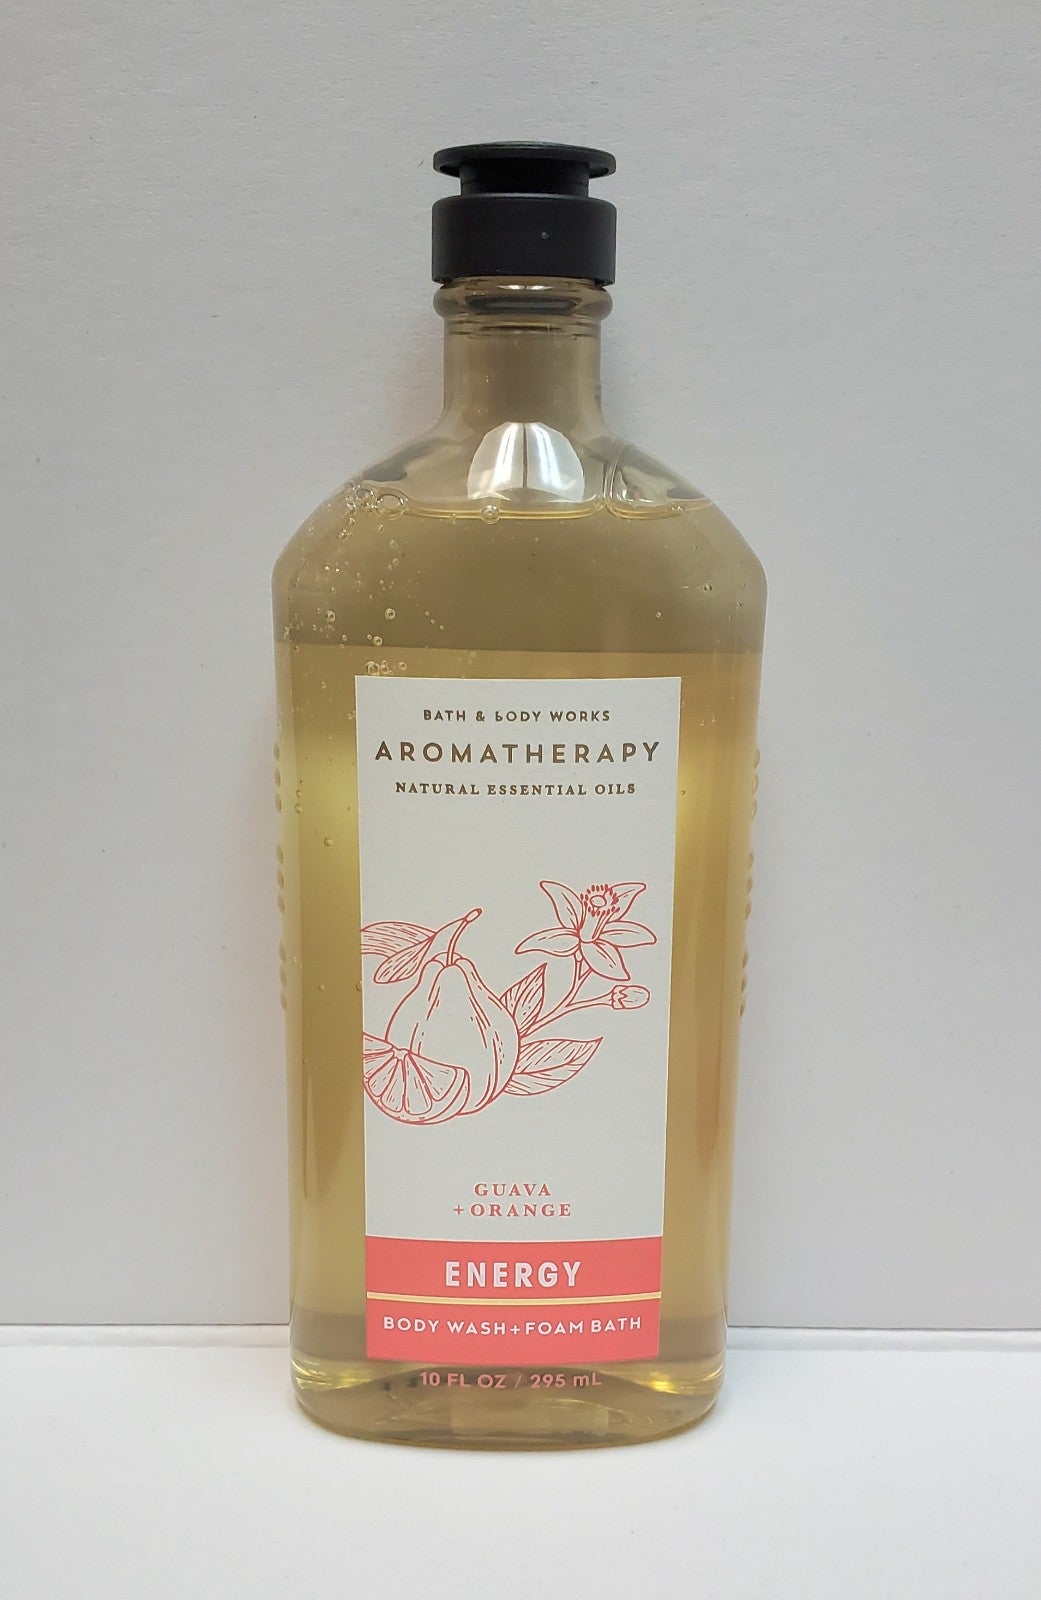 BATH & BODY WORKS
AROMATHERAPY
NATURAL ESSENTIAL OILS
GUAVA
+ ORANGE
ENERGY
BODY WASH + FOAM BATH
10 FL OZ / 295 mL